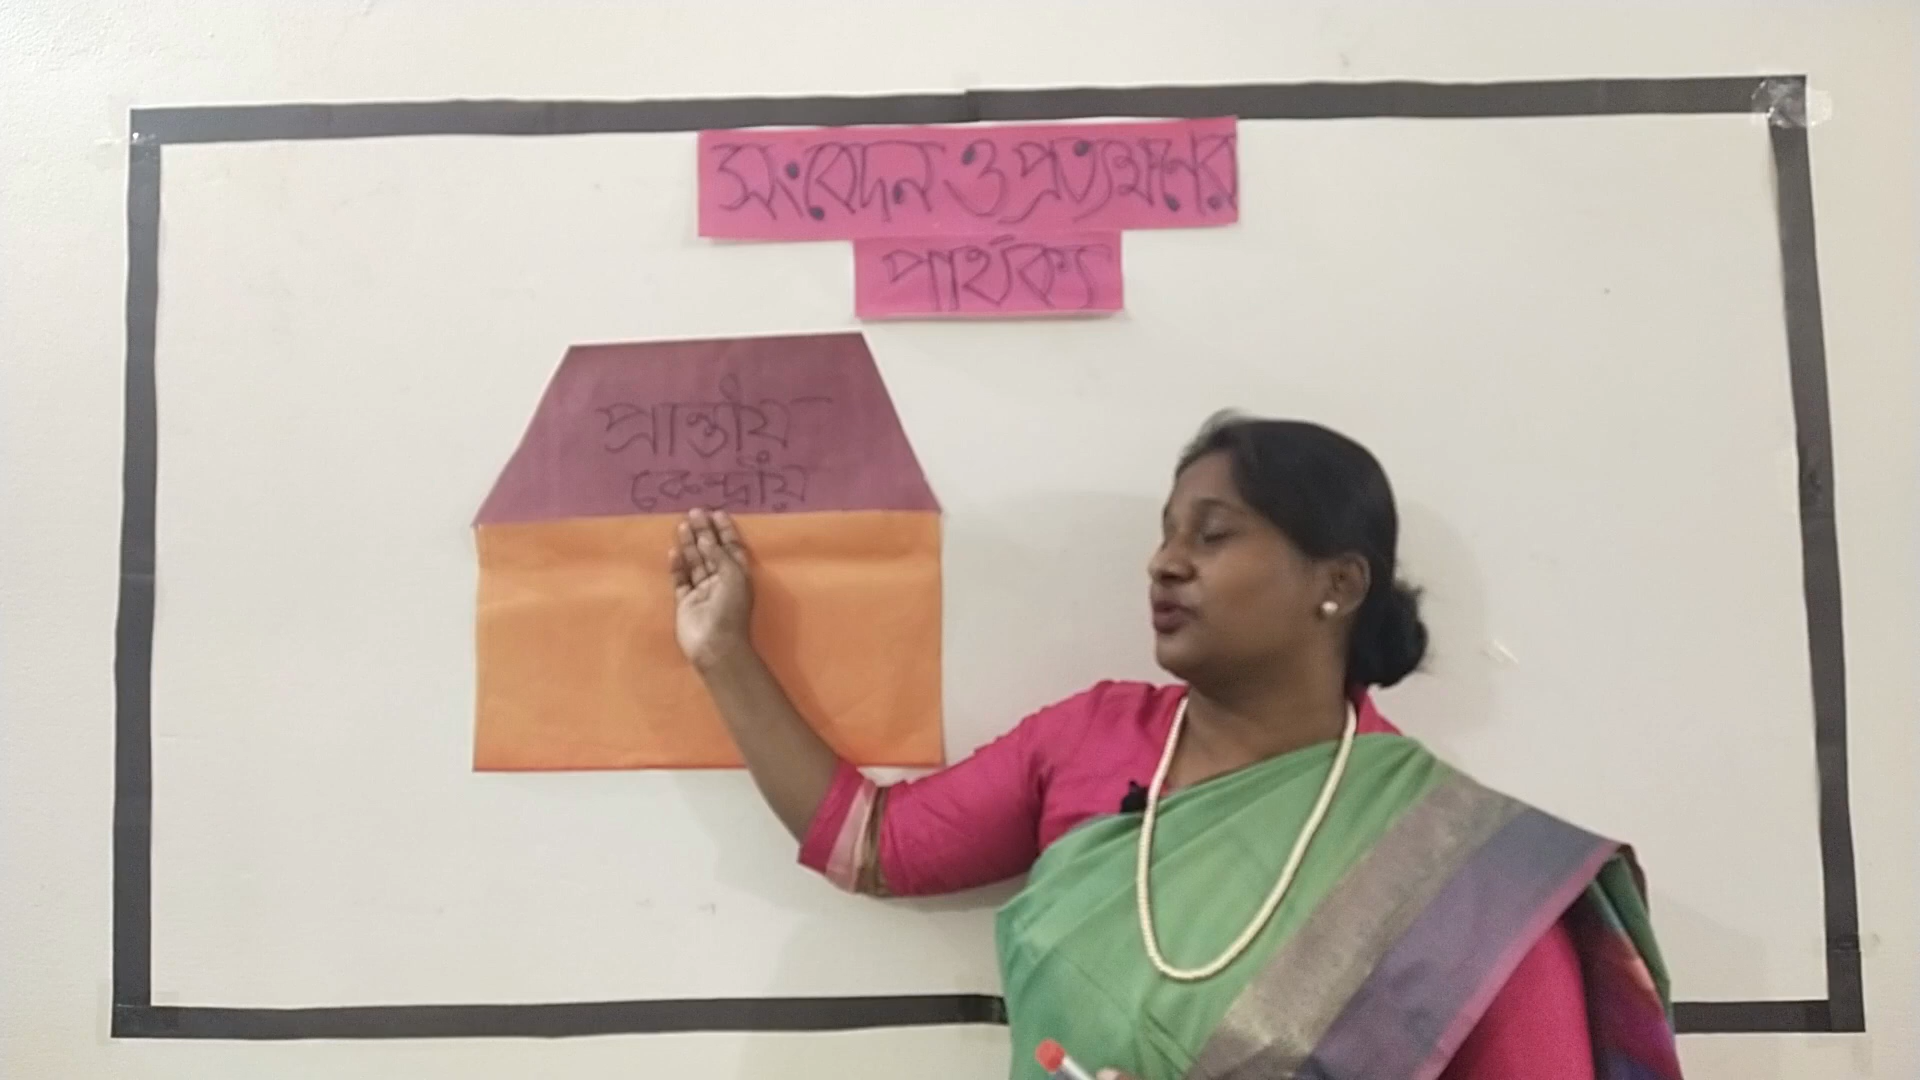 সংবেদন ও প্রত্যক্ষণের
পার্থক্য
প্রান্তীয় -
কেন্দ্রীয়